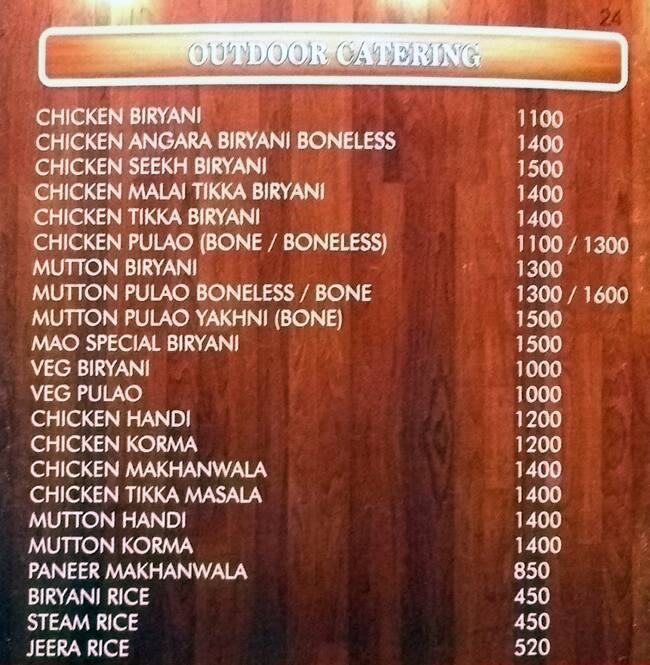 24
OUTDOOR CATERING
CHICKEN BIRYANI 1100
CHICKEN ANGARA BIRYANI BONELESS 1400
CHICKEN SEEKH BIRYANI 1500
CHICKEN MALAI TIKKA BIRYANI 1400
CHICKEN TIKKA BIRYANI 1400
CHICKEN PULAO (BONE / BONELESS) 1100 / 1300
MUTTON BIRYANI 1300
MUTTON PULAO BONELESS / BONE 1300 / 1600
MUTTON PULAO YAKHNI (BONE) 1500
MAO SPECIAL BIRYANI 1500
VEG BIRYANI 1000
VEG PULAO 1000
CHICKEN HANDI 1200
CHICKEN KORMA 1200
CHICKEN MAKHANWALA 1400
CHICKEN TIKKA MASALA 1400
MUTTON HANDI 1400
MUTTON KORMA 1400
PANEER MAKHANWALA 850
BIRYANI RICE 450
STEAM RICE 450
JEERA RICE 520